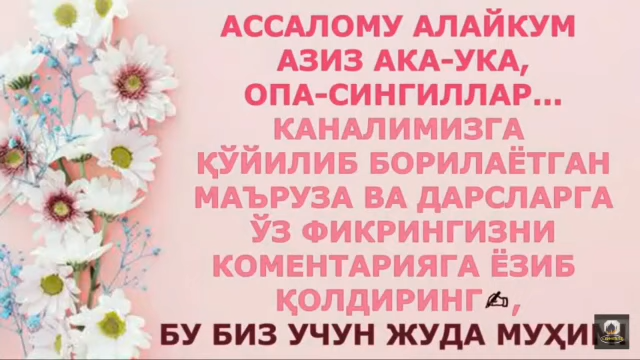 АССАЛОМУ АЛАЙКУМ
АЗИЗ АКА-УКА,
ОПА-СИНГИЛЛАР...
КАНАЛИМИЗГА
ҚЎЙИЛИБ БОРИЛАЁТГАН
МАЪРУЗА ВА ДАРСЛАРГА
ЎЗ ФИКРИНГИЗНИ
КОМЕНТАРИЯГА ЁЗИБ
ҚОЛДИРИНГ✍,
БУ БИЗ УЧУН ЖУДА МУҲИМ